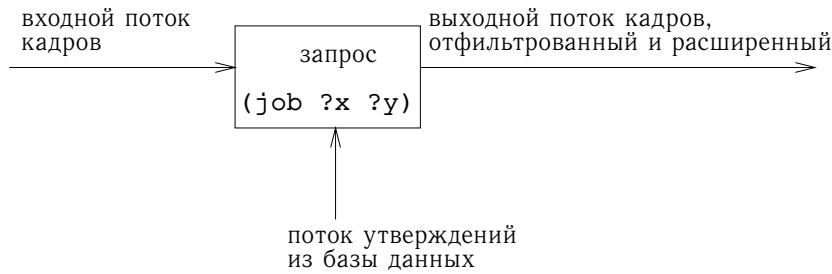 входной поток
кадров
выходной поток кадров,
отфильтрованный и расширенный
запрос
(job ?x ?y)
поток утверждений
из базы данных